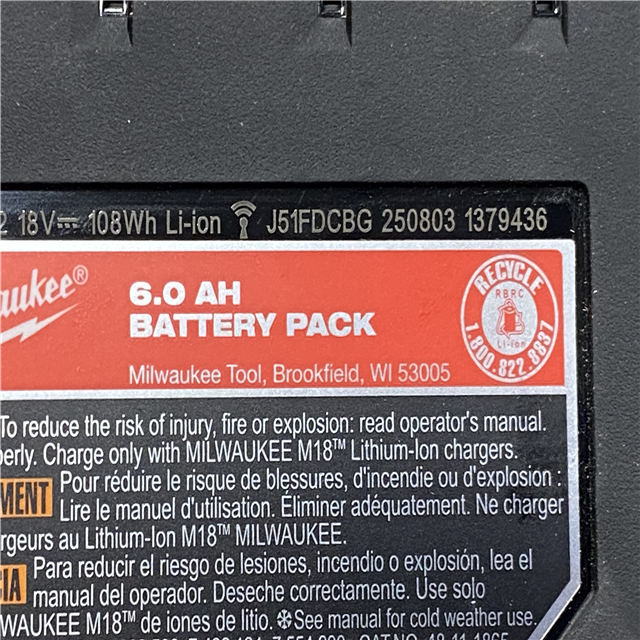 2 18V 108Wh Li-ion J51FDCBG 250803 1379436
aukee®
6.0 AH
BATTERY PACK
Milwaukee Tool, Brookfield, WI 53005
RECYCLE
RBRC
Li-ion
1.800.822.8837
To reduce the risk of injury, fire or explosion: read operator's manual.
erly. Charge only with MILWAUKEE M18™ Lithium-Ion chargers.
MENT Pour réduire le risque de blessures, d'incendie ou d'explosion :
Lire le manuel d'utilisation. Éliminer adéquatement. Ne charger
rgeurs au Lithium-Ion M18™ MILWAUKEE.
CIA Para reducir el riesgo de lesiones, incendio o explosión, lea el
manual del operador. Deseche correctamente. Use solo
WAUKEE M18™ de iones de litio. ❄See manual for cold weather use.